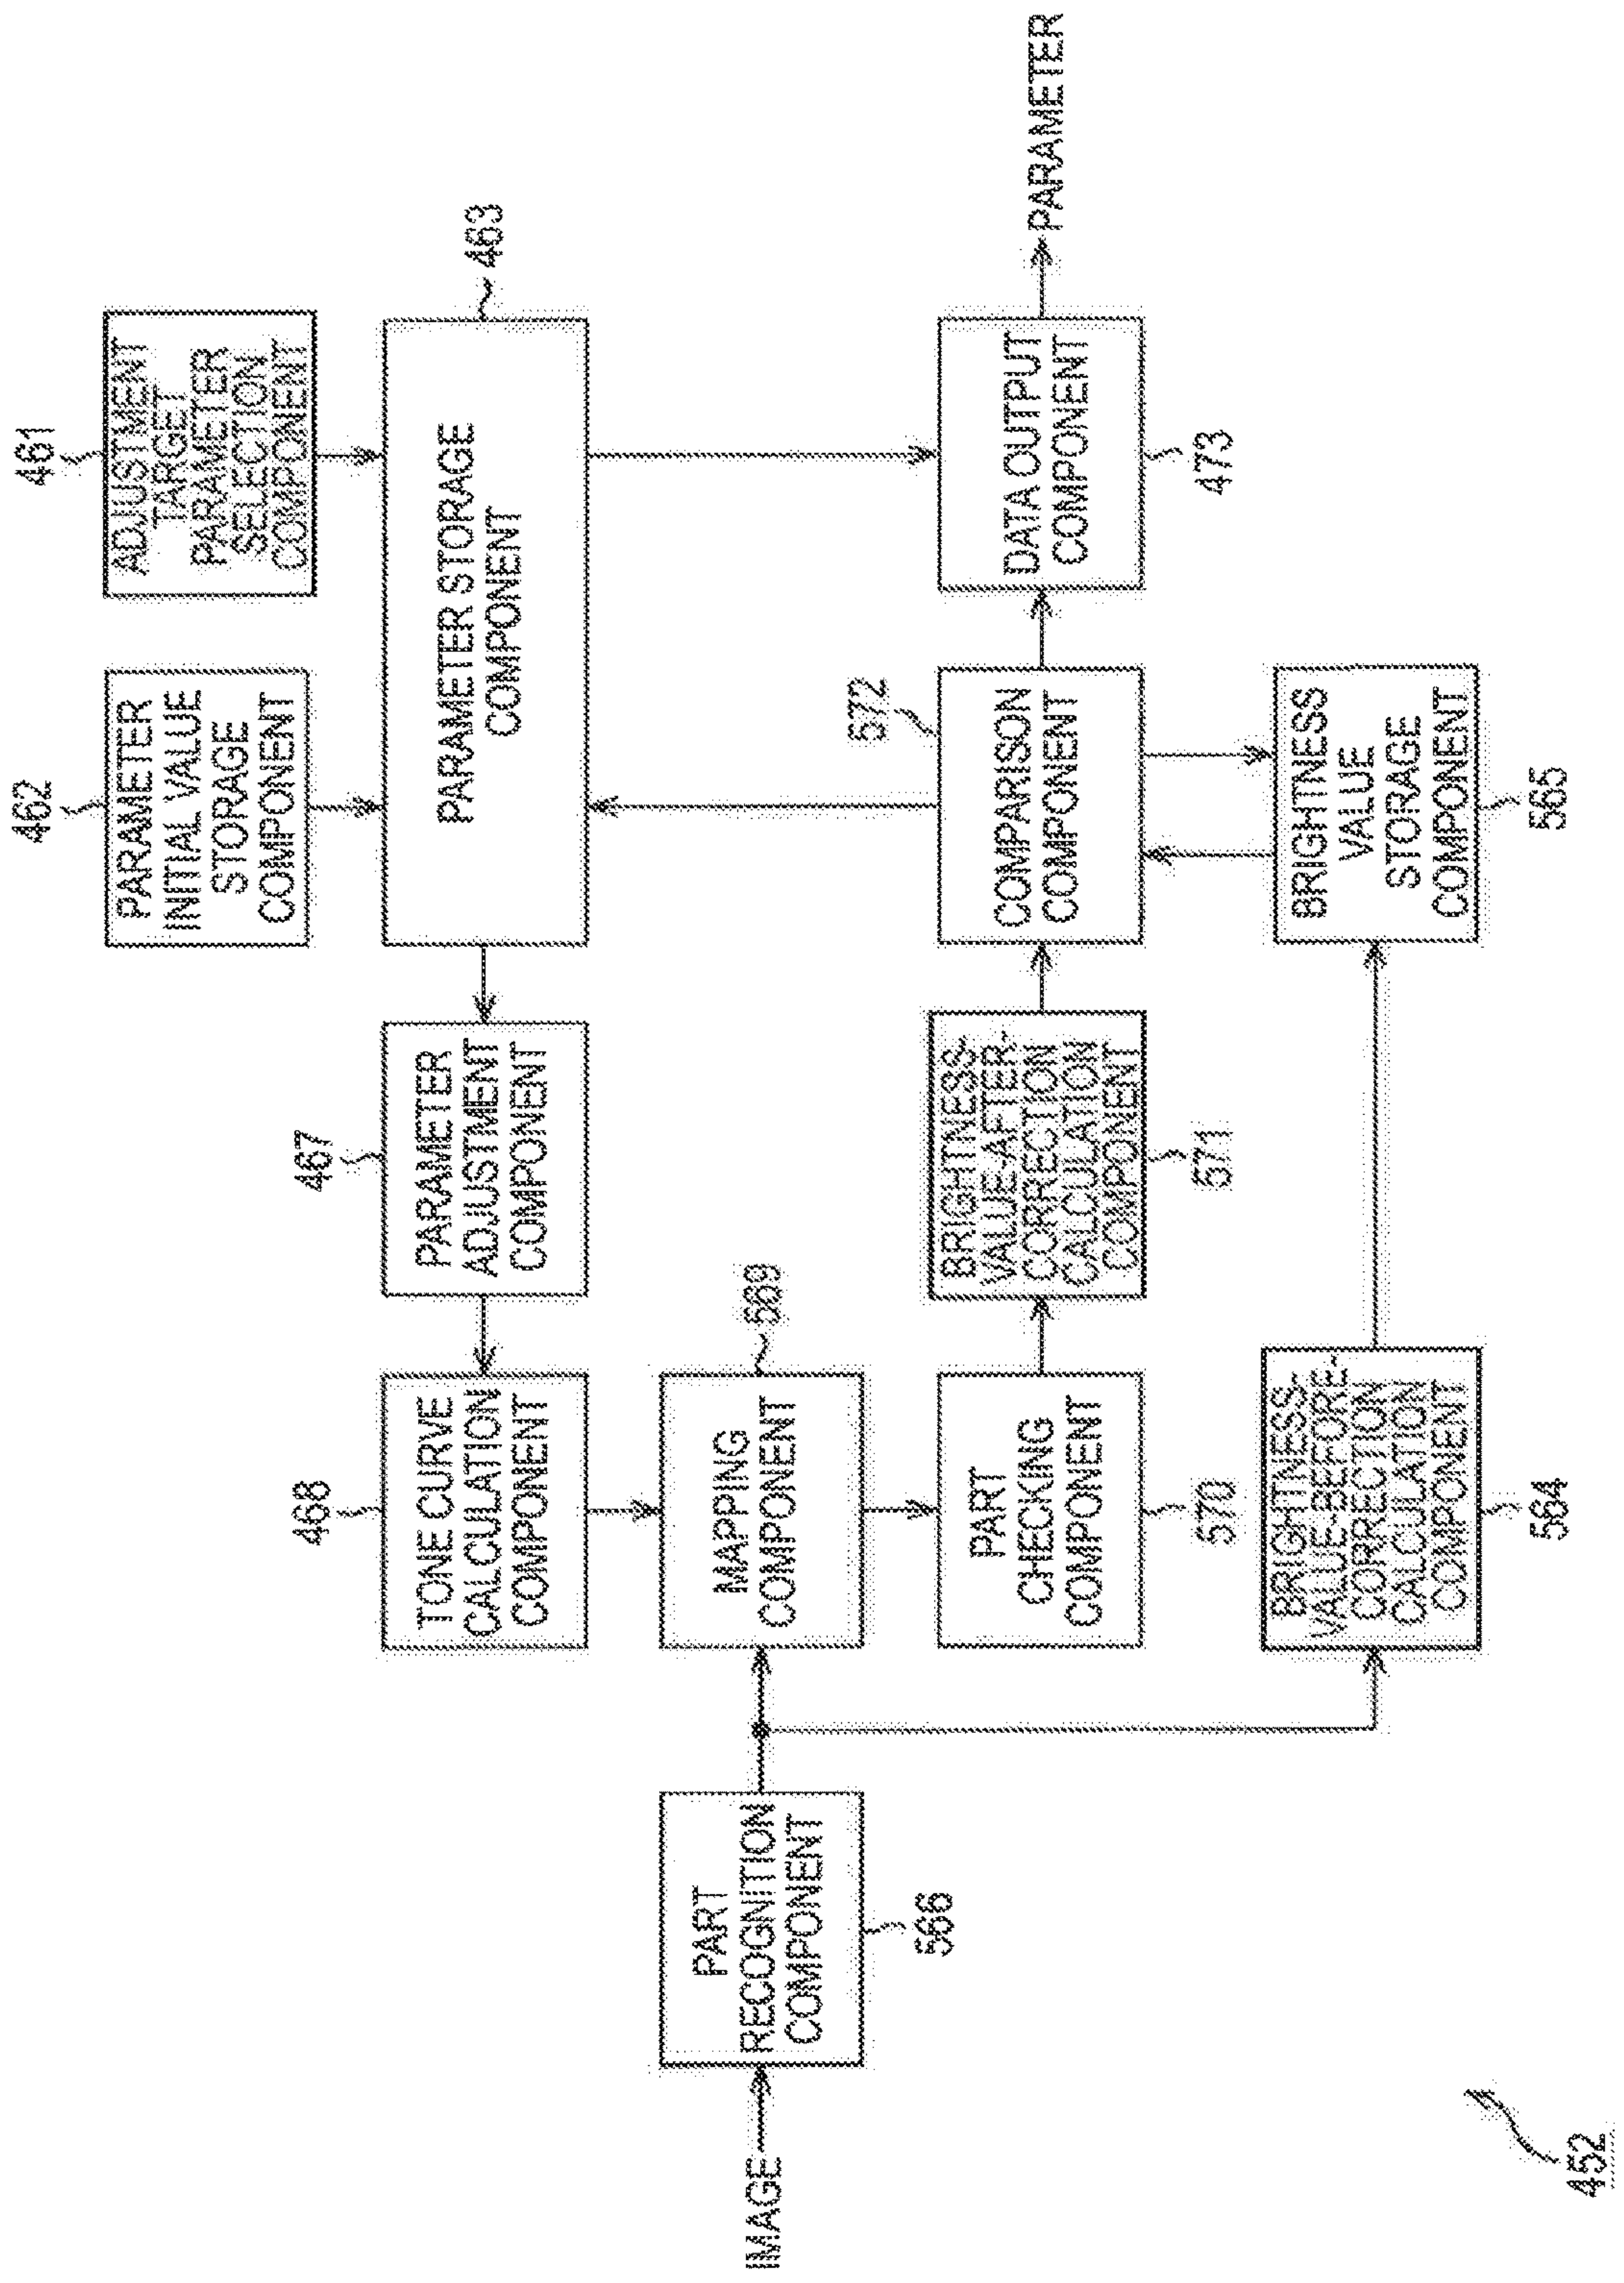 461
ADJUSTMENT
TARGET
PARAMETER
SELECTION
COMPONENT
462
PARAMETER
INITIAL VALUE
STORAGE
COMPONENT
463
PARAMETER STORAGE
COMPONENT
467
PARAMETER
ADJUSTMENT
COMPONENT
468
TONE CURVE
CALCULATION
COMPONENT
569
MAPPING
COMPONENT
IMAGE
PART
RECOGNITION
COMPONENT
566
PART
CHECKING
COMPONENT
570
BRIGHTNESS-
VALUE-AFTER-
CORRECTION
CALCULATION
COMPONENT
571
572
COMPARISON
COMPONENT
DATA OUTPUT
COMPONENT
473
PARAMETER
BRIGHTNESS-
VALUE-BEFORE-
CORRECTION
CALCULATION
COMPONENT
564
BRIGHTNESS
VALUE
STORAGE
COMPONENT
565
452